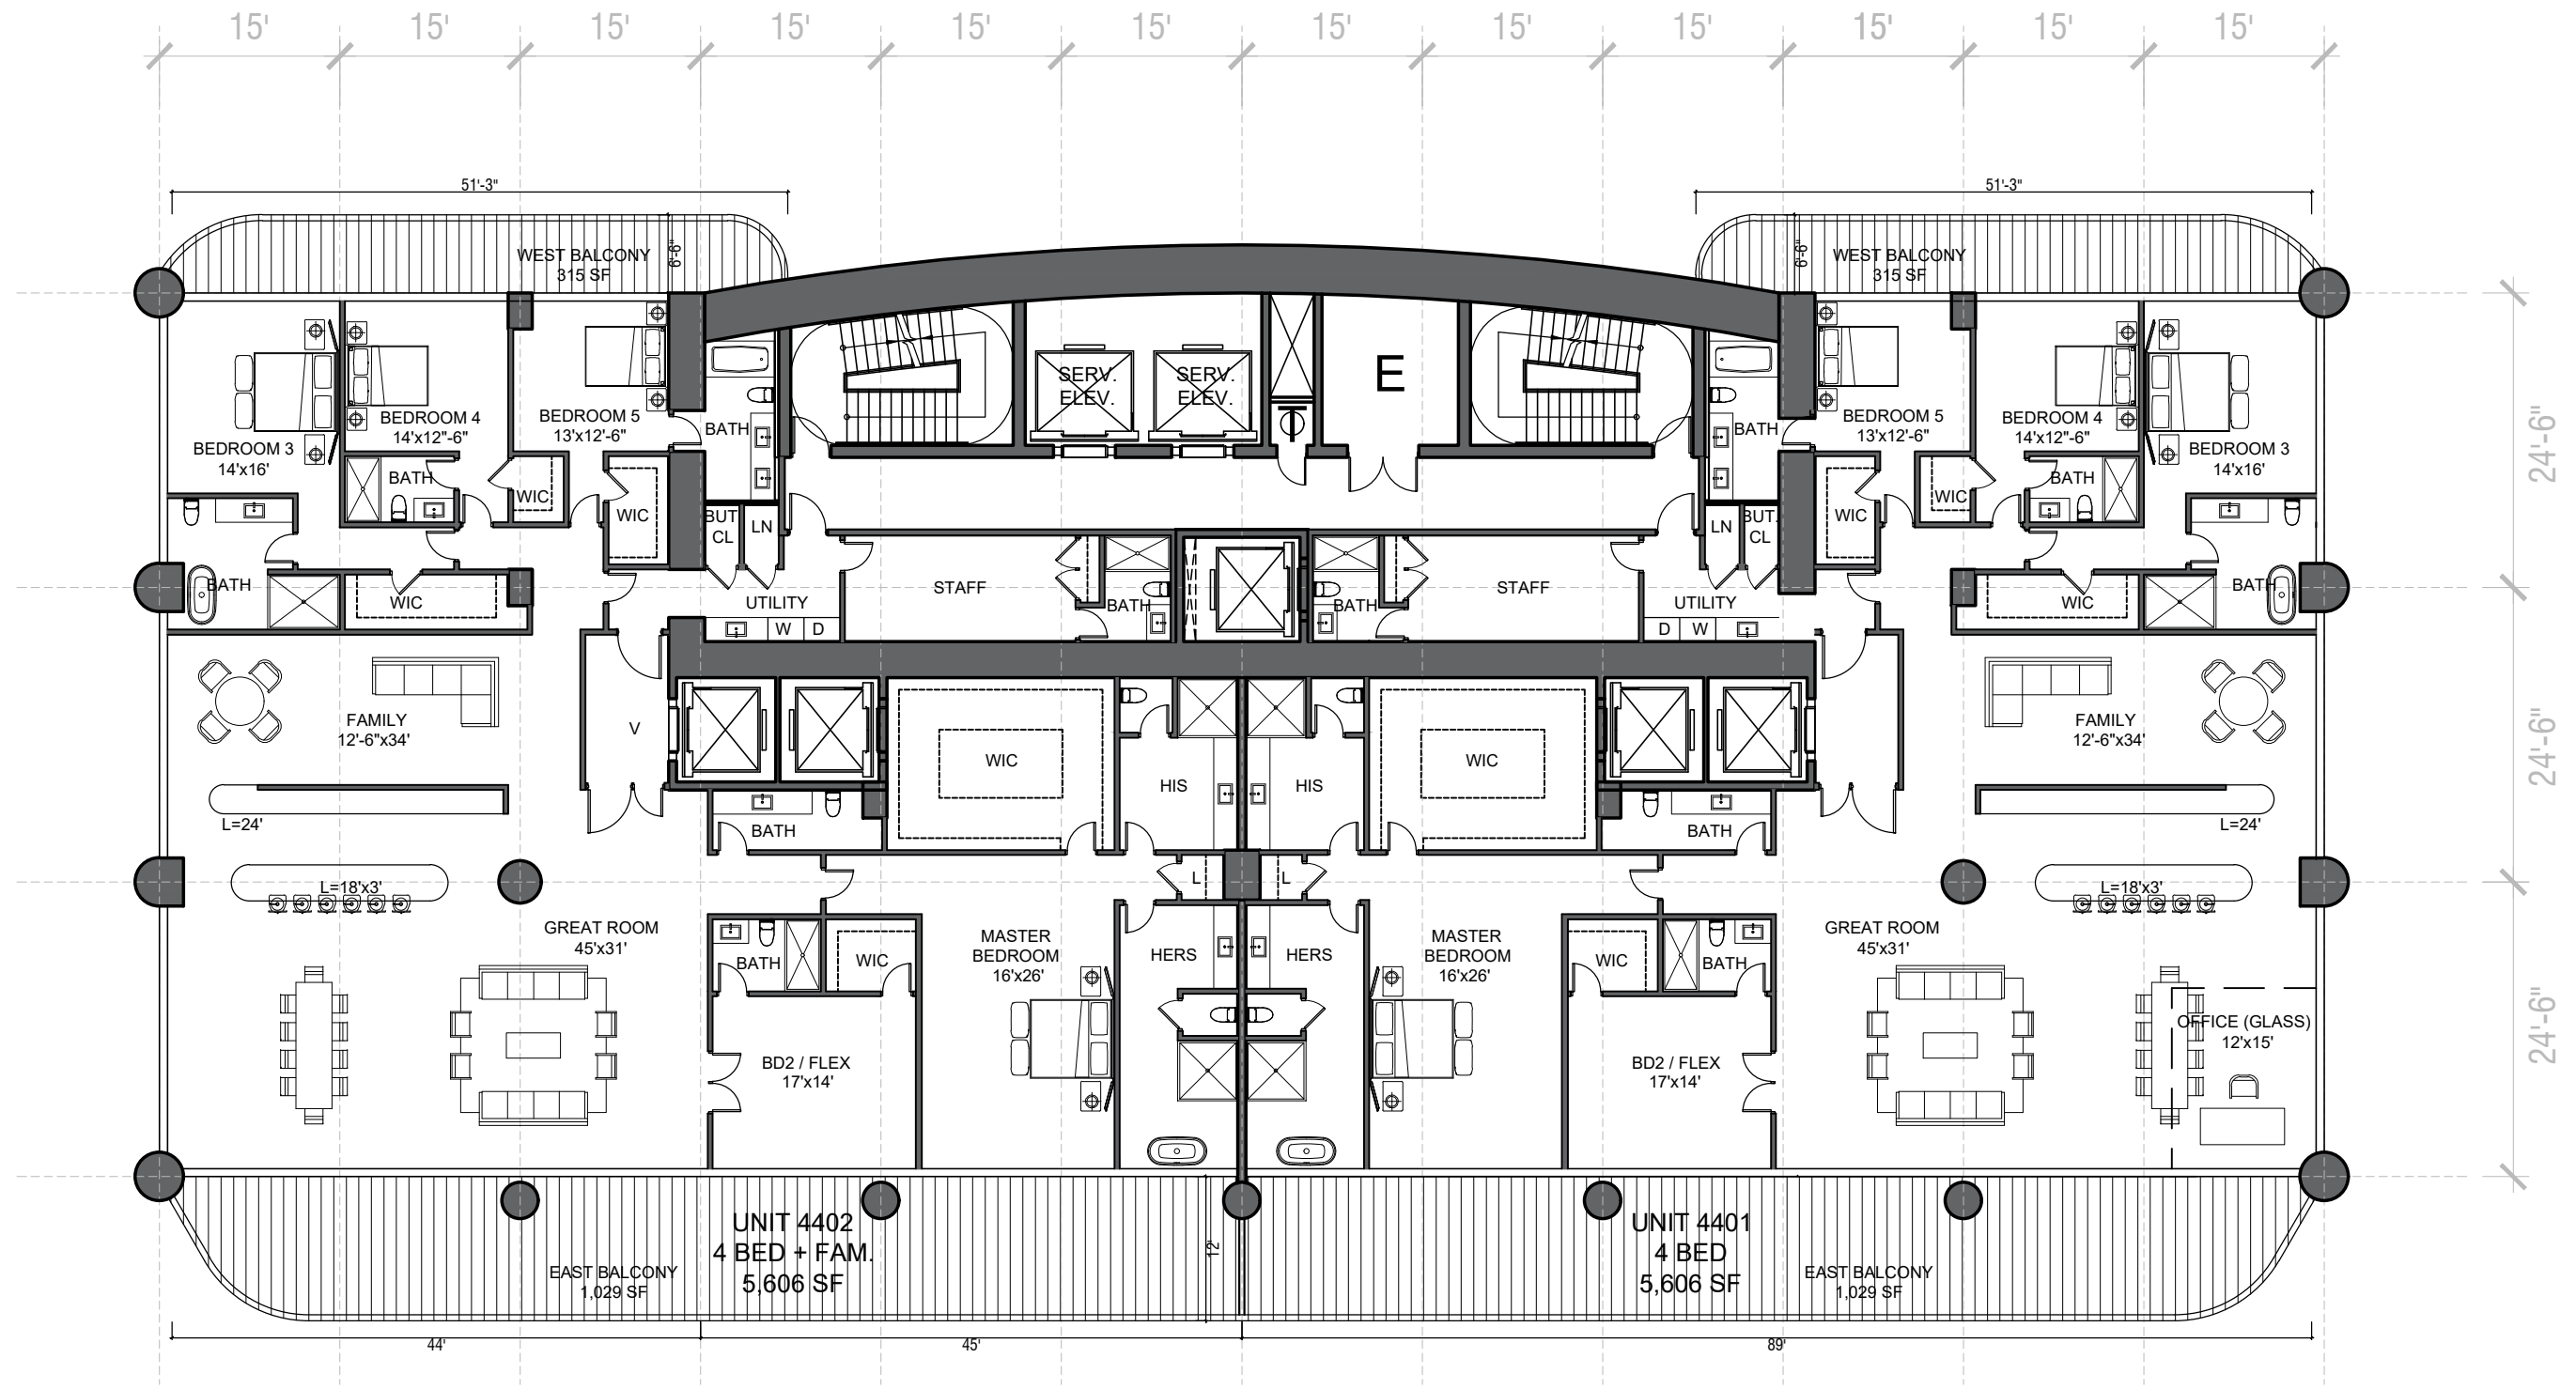 15' 15' 15' 15' 15' 15' 15' 15' 15' 15' 15' 15'
51'-3" 51'-3"
6'-6" 6'-6"
WEST BALCONY
315 SF
WEST BALCONY
315 SF
24'-6"
24'-6"
24'-6"
SERV.
ELEV.
SERV.
ELEV.
E
BEDROOM 3
14'x16'
BEDROOM 4
14'x12"-6"
BEDROOM 5
13'x12'-6"
BATH
BATH
BEDROOM 5
13'x12'-6"
BEDROOM 4
14'x12"-6"
BEDROOM 3
14'x16'
BATH
WIC
WIC
BUT
CL
LN
LN
BUT.
CL
WIC
WIC
BATH
BATH
WIC
UTILITY
W D
STAFF
BATH
BATH
STAFF
UTILITY
D W
WIC
BATH
FAMILY
12'-6"x34'
V
WIC
HIS
HIS
WIC
FAMILY
12'-6"x34'
L=24'
BATH
BATH
L=24'
L=18'x3'
L
L
L=18'x3'
GREAT ROOM
45'x31'
BATH
WIC
MASTER
BEDROOM
16'x26'
HERS
HERS
MASTER
BEDROOM
16'x26'
WIC
BATH
GREAT ROOM
45'x31'
BD2 / FLEX
17'x14'
BD2 / FLEX
17'x14'
OFFICE (GLASS)
12'x15'
UNIT 4402
4 BED + FAM.
5,606 SF
EAST BALCONY
1,029 SF
12'
UNIT 4401
4 BED
5,606 SF
EAST BALCONY
1,029 SF
44' 45' 89'